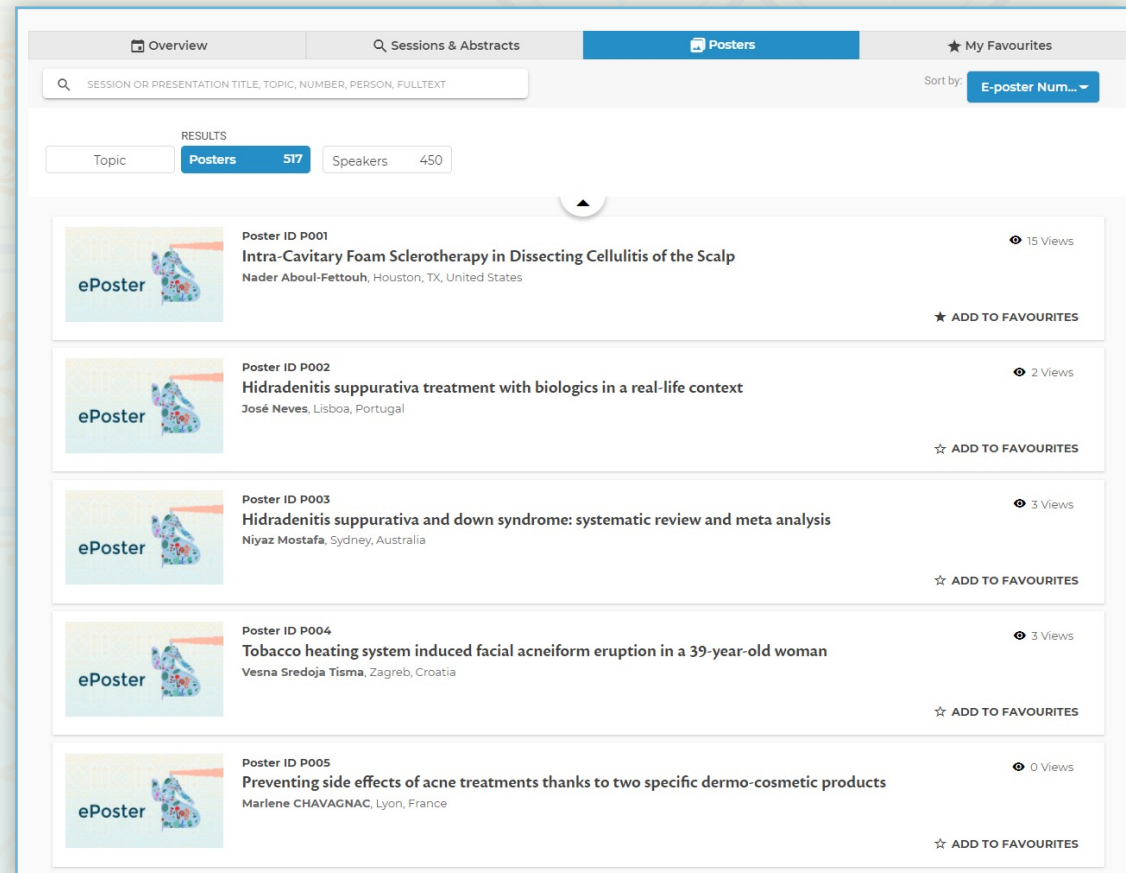 Overview
Sessions & Abstracts
Posters
My Favourites
SESSION OR PRESENTATION TITLE, TOPIC, NUMBER, PERSON, FULLTEXT
Sort by:
E-poster Num...
RESULTS
Topic
Posters 517
Speakers 450
ePoster
Poster ID P001
Intra-Cavitary Foam Sclerotherapy in Dissecting Cellulitis of the Scalp
Nader Aboul-Fettouh, Houston, TX, United States
15 Views
ADD TO FAVOURITES
ePoster
Poster ID P002
Hidradenitis suppurativa treatment with biologics in a real-life context
José Neves, Lisboa, Portugal
2 Views
ADD TO FAVOURITES
ePoster
Poster ID P003
Hidradenitis suppurativa and down syndrome: systematic review and meta analysis
Niyaz Mostafa, Sydney, Australia
3 Views
ADD TO FAVOURITES
ePoster
Poster ID P004
Tobacco heating system induced facial acneiform eruption in a 39-year-old woman
Vesna Sredoja Tisma, Zagreb, Croatia
3 Views
ADD TO FAVOURITES
ePoster
Poster ID P005
Preventing side effects of acne treatments thanks to two specific dermo-cosmetic products
Marlene CHAVAGNAC, Lyon, France
0 Views
ADD TO FAVOURITES